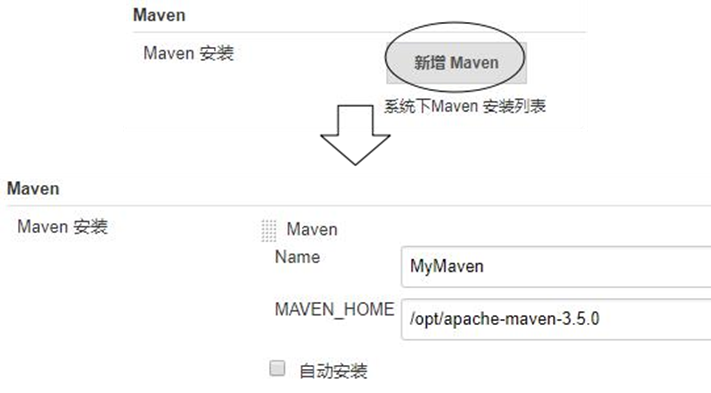 Maven
Maven 安装
新增 Maven
系统下Maven 安装列表
Maven
Maven 安装
Maven
Name
MyMaven
MAVEN_HOME
/opt/apache-maven-3.5.0
自动安装